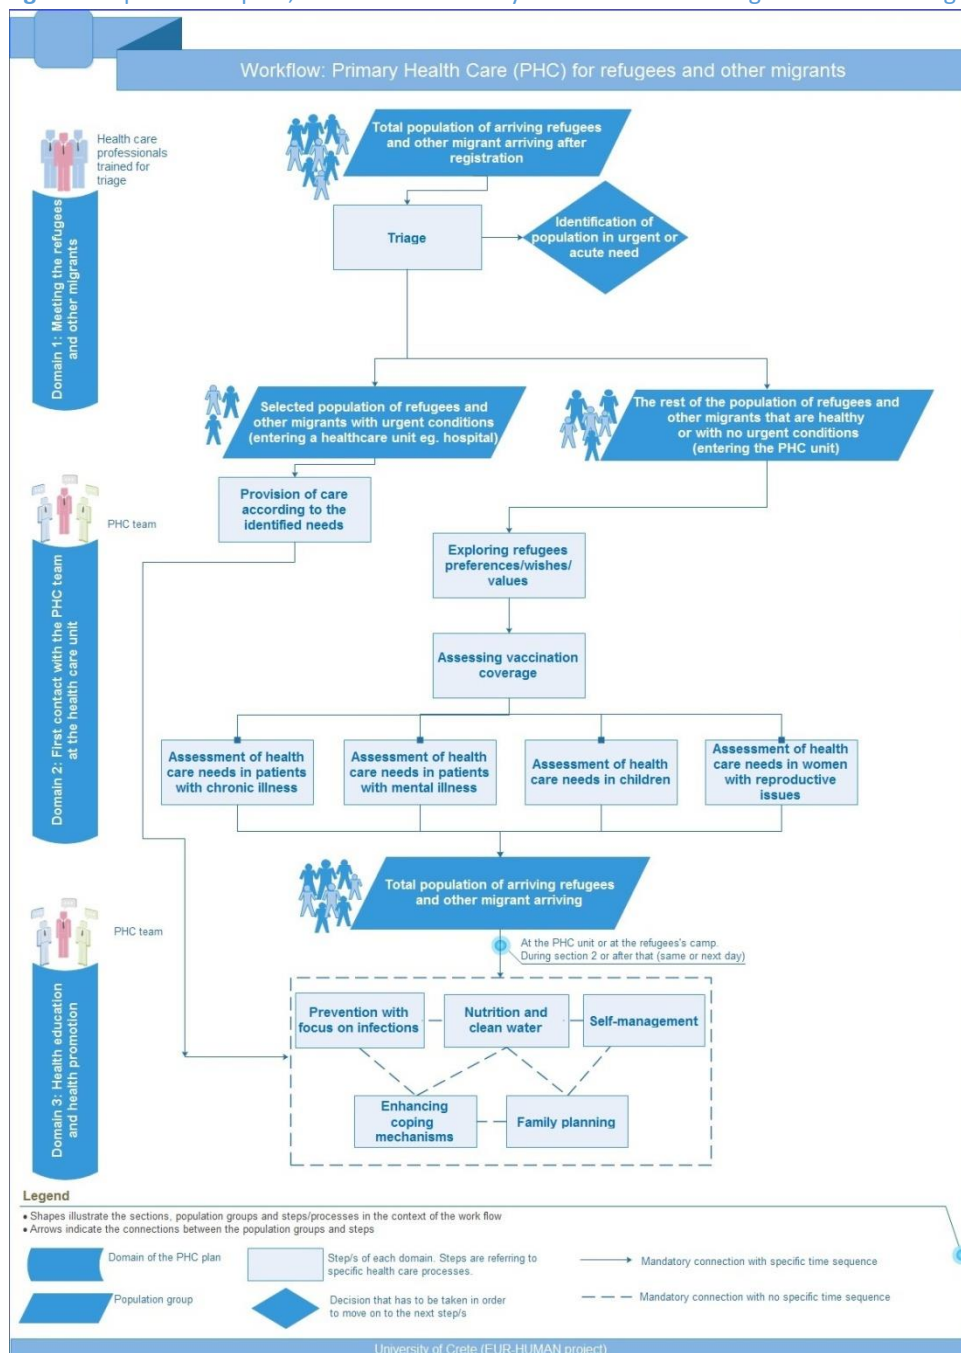 Workflow: Primary Health Care (PHC) for refugees and other migrants
Health care
professionals
trained for
triage
Domain 1: Meeting the refugees
and other migrants
Total population of arriving refugees
and other migrant arriving after
registration
Triage
Identification of
population in urgent or
acute need
Selected population of refugees and
other migrants with urgent conditions
(entering a healthcare unit eg. hospital)
The rest of the population of refugees and
other migrants that are healthy
or with no urgent conditions
(entering the PHC unit)
PHC team
Domain 2: First contact with the PHC team
at the health care unit
Provision of care
according to the
identified needs
Exploring refugees
preferences/wishes/
values
Assessing vaccination
coverage
Assessment of health
care needs in patients
with chronic illness
Assessment of health
care needs in patients
with mental illness
Assessment of health
care needs in children
Assessment of health
care needs in women
with reproductive
issues
Total population of arriving refugees
and other migrant arriving
PHC team
Domain 3: Health education
and health promotion
At the PHC unit or at the refugees's camp.
During section 2 or after that (same or next day)
Prevention with
focus on infections
Nutrition and
clean water
Self-management
Enhancing
coping
mechanisms
Family planning
Legend
• Shapes illustrate the sections, population groups and steps/processes in the context of the work flow
• Arrows indicate the connections between the population groups and steps
Domain of the PHC plan
Step/s of each domain. Steps are referring to
specific health care processes.
Mandatory connection with specific time sequence
Population group
Decision that has to be taken in order
to move on to the next step/s
Mandatory connection with no specific time sequence
University of Crete (EUR-HUMAN project)